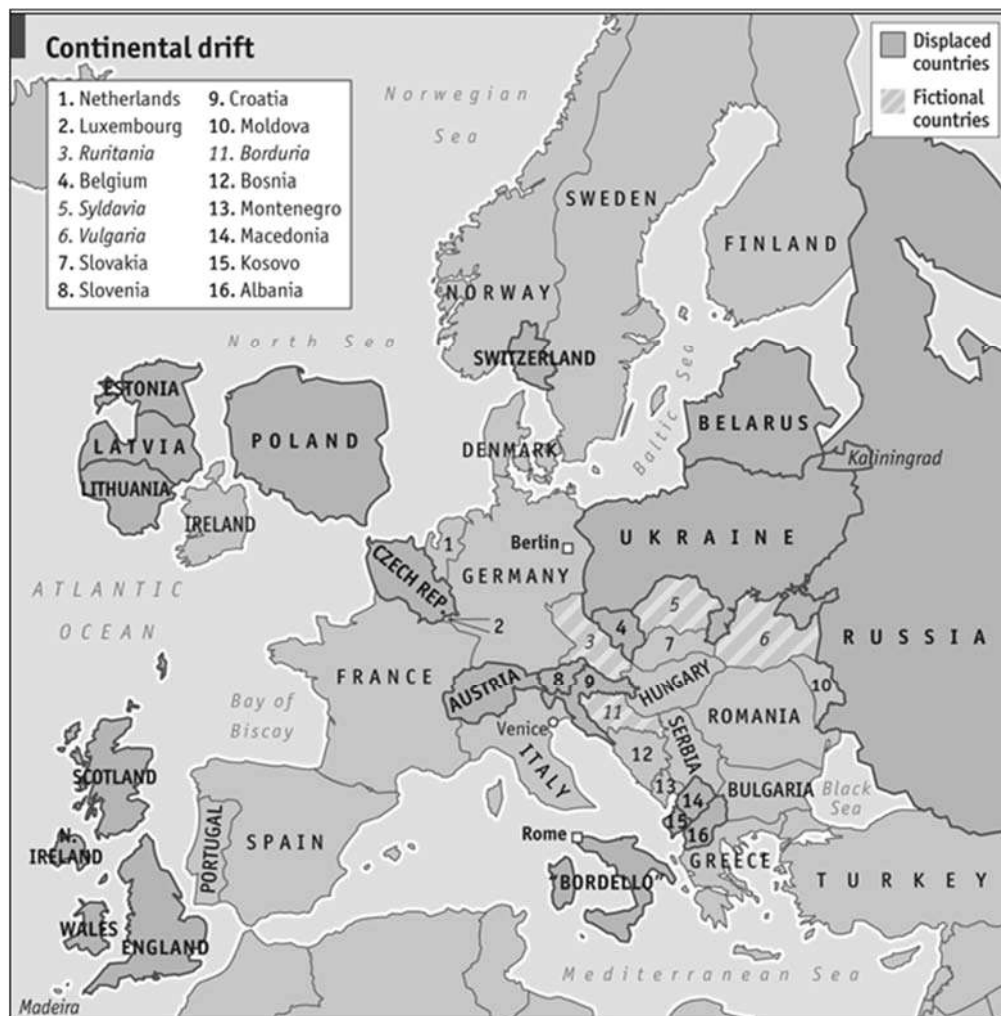 Continental drift
Displaced
countries
Fictional
countries
1. Netherlands
2. Luxembourg
3. Ruritania
4. Belgium
5. Syldavia
6. Vulgaria
7. Slovakia
8. Slovenia
9. Croatia
10. Moldova
11. Borduria
12. Bosnia
13. Montenegro
14. Macedonia
15. Kosovo
16. Albania
Norwegian
Sea
SWEDEN
FINLAND
NORWAY
North Sea
SWITZERLAND
Baltic Sea
ESTONIA
LATVIA
LITHUANIA
IRELAND
POLAND
DENMARK
BELARUS
Kaliningrad
UKRAINE
1
Berlin
GERMANY
CZECH REP.
2
ATLANTIC
OCEAN
RUSSIA
3
4
5
6
7
FRANCE
AUSTRIA
8
9
HUNGARY
10
Bay of
Biscay
Venice
11
ROMANIA
ITALY
12
SERBIA
13
14
15
16
BULGARIA
Black
Sea
SCOTLAND
N.
IRELAND
WALES
ENGLAND
PORTUGAL
SPAIN
Rome
"BORDELLO"
GREECE
TURKEY
Mediterranean Sea
Madeira